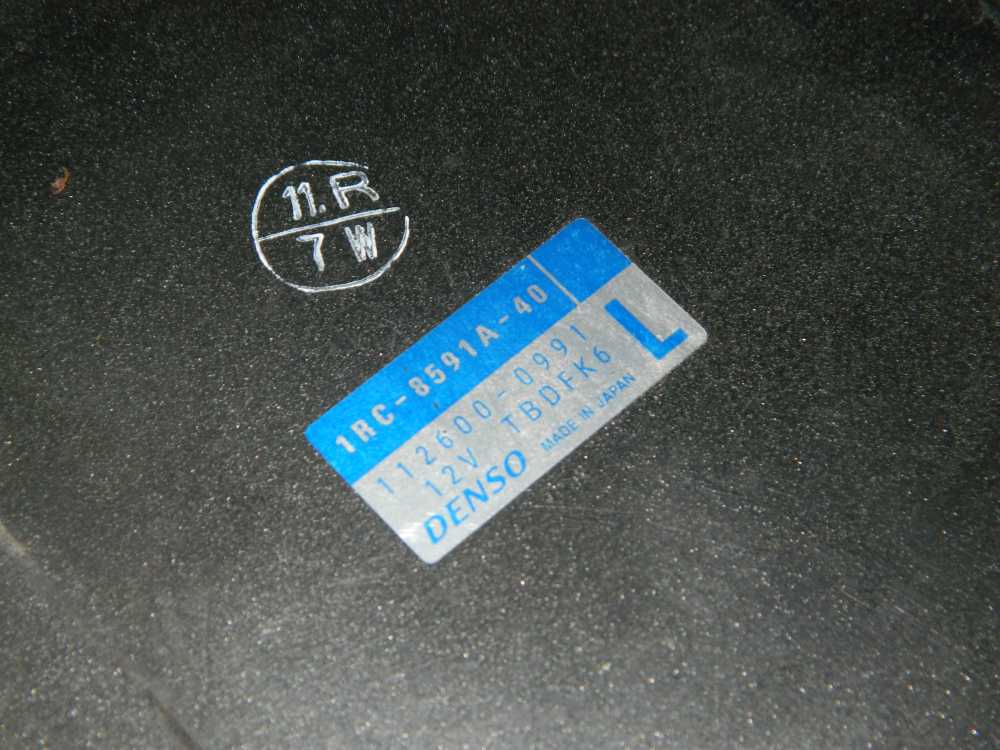 11.R
7 W
1RC-8591A-40
112600-0991
12V TBDFK6
L
DENSO MADE IN JAPAN